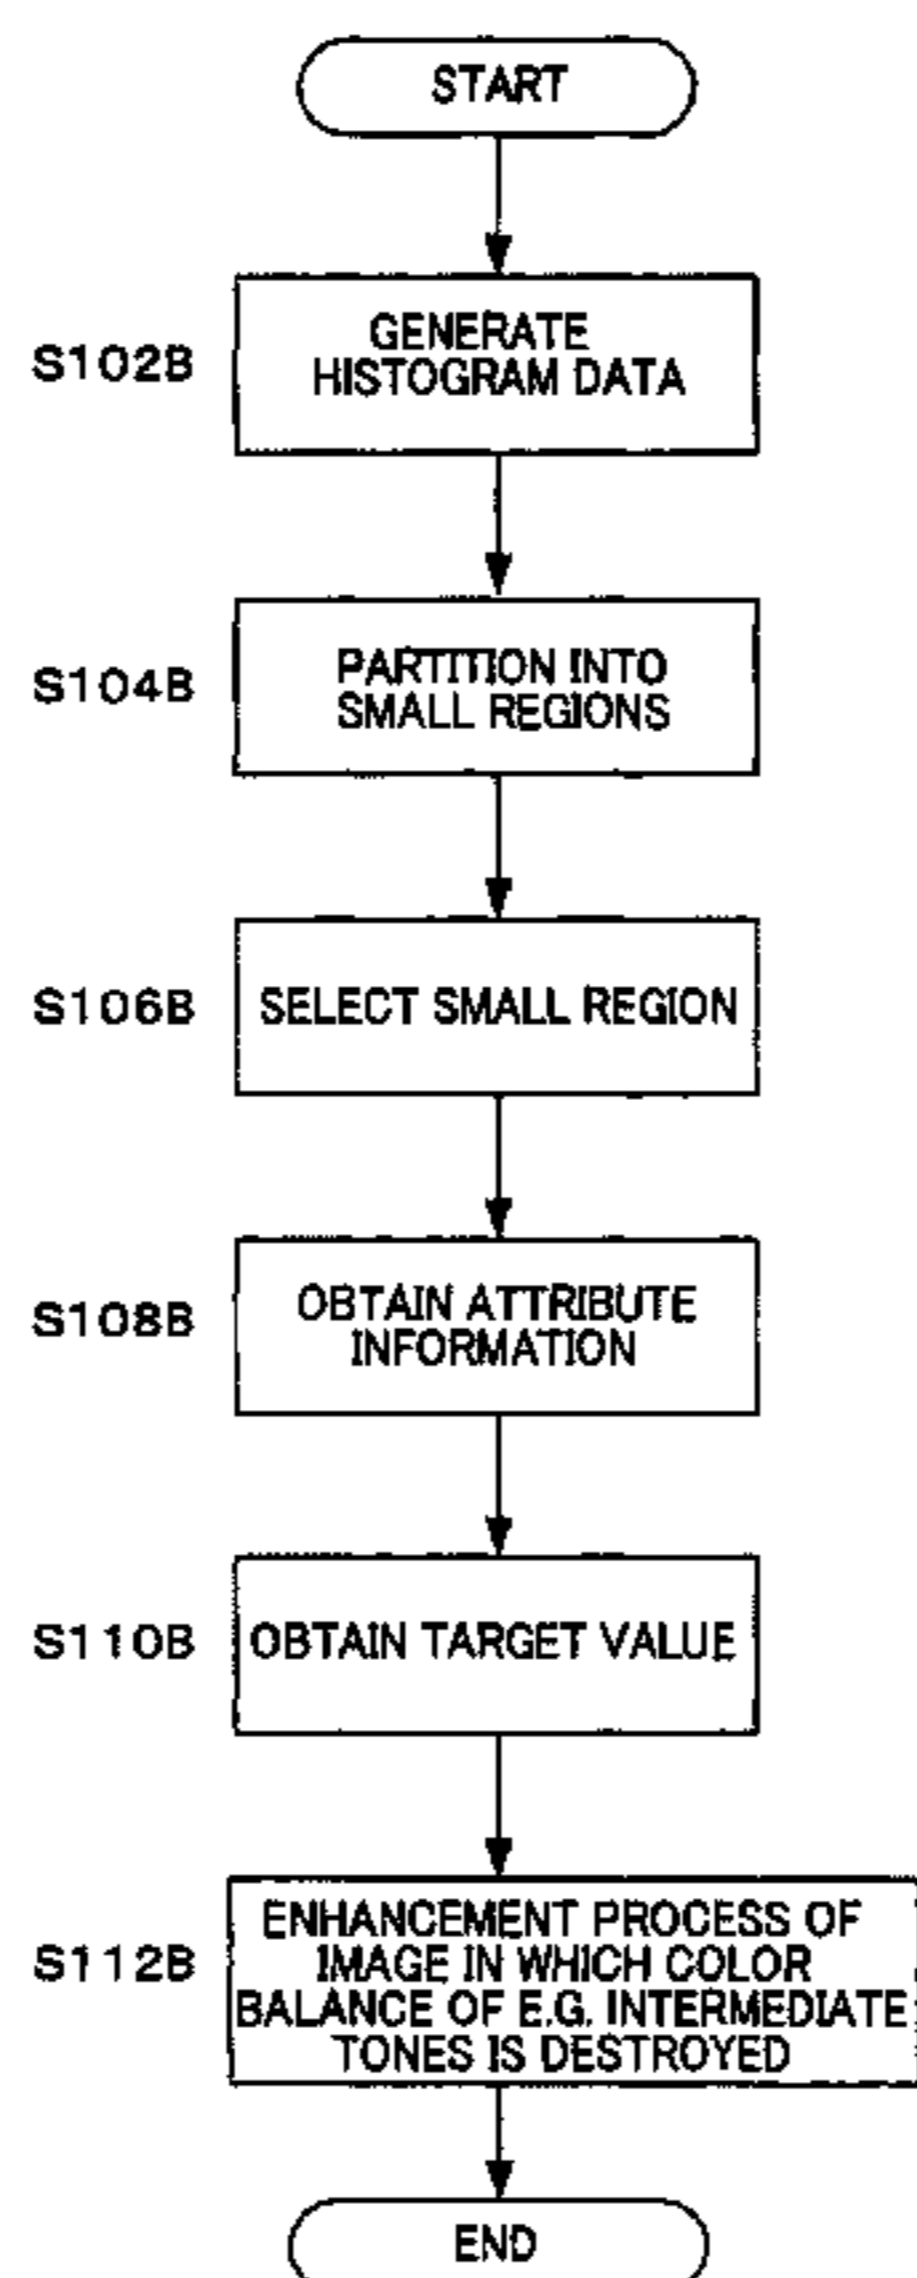 START
S102B
GENERATE
HISTOGRAM DATA
S104B
PARTITION INTO
SMALL REGIONS
S106B
SELECT SMALL REGION
S108B
OBTAIN ATTRIBUTE
INFORMATION
S110B
OBTAIN TARGET VALUE
S112B
ENHANCEMENT PROCESS OF
IMAGE IN WHICH COLOR
BALANCE OF E.G. INTERMEDIATE
TONES IS DESTROYED
END